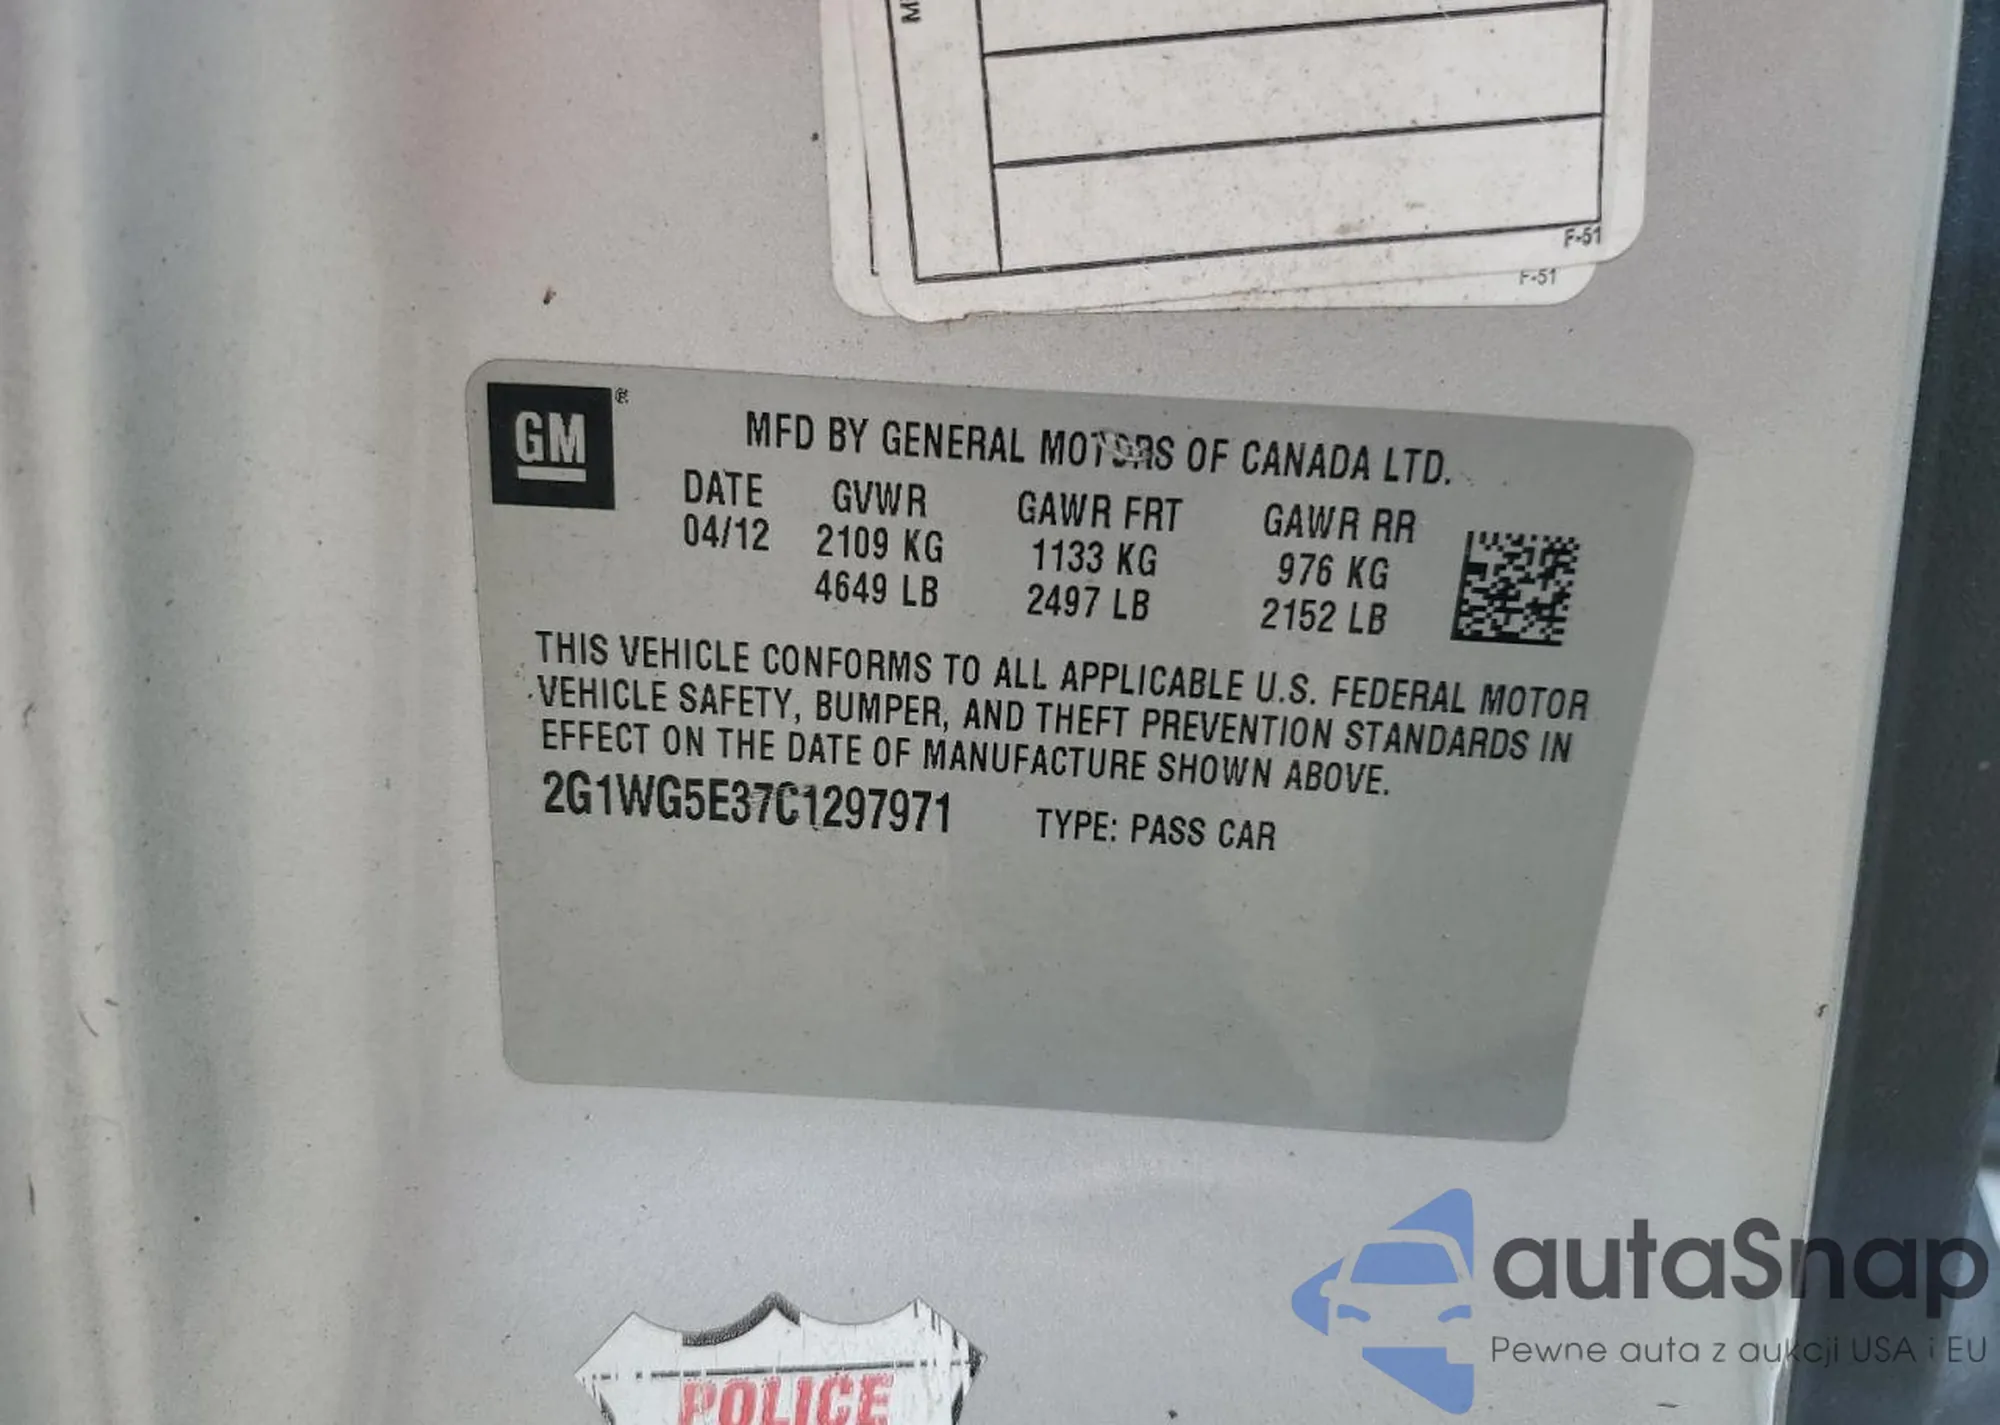 F-51
F-51
GM®
MFD BY GENERAL MOTORS OF CANADA LTD.
DATE GVWR GAWR FRT GAWR RR
04/12 2109 KG 1133 KG 976 KG
4649 LB 2497 LB 2152 LB
THIS VEHICLE CONFORMS TO ALL APPLICABLE U.S. FEDERAL MOTOR
VEHICLE SAFETY, BUMPER, AND THEFT PREVENTION STANDARDS IN
EFFECT ON THE DATE OF MANUFACTURE SHOWN ABOVE.
2G1WG5E37C1297971 TYPE: PASS CAR
autaSnap
Pewne auta z aukcji USA i EU
POLICE